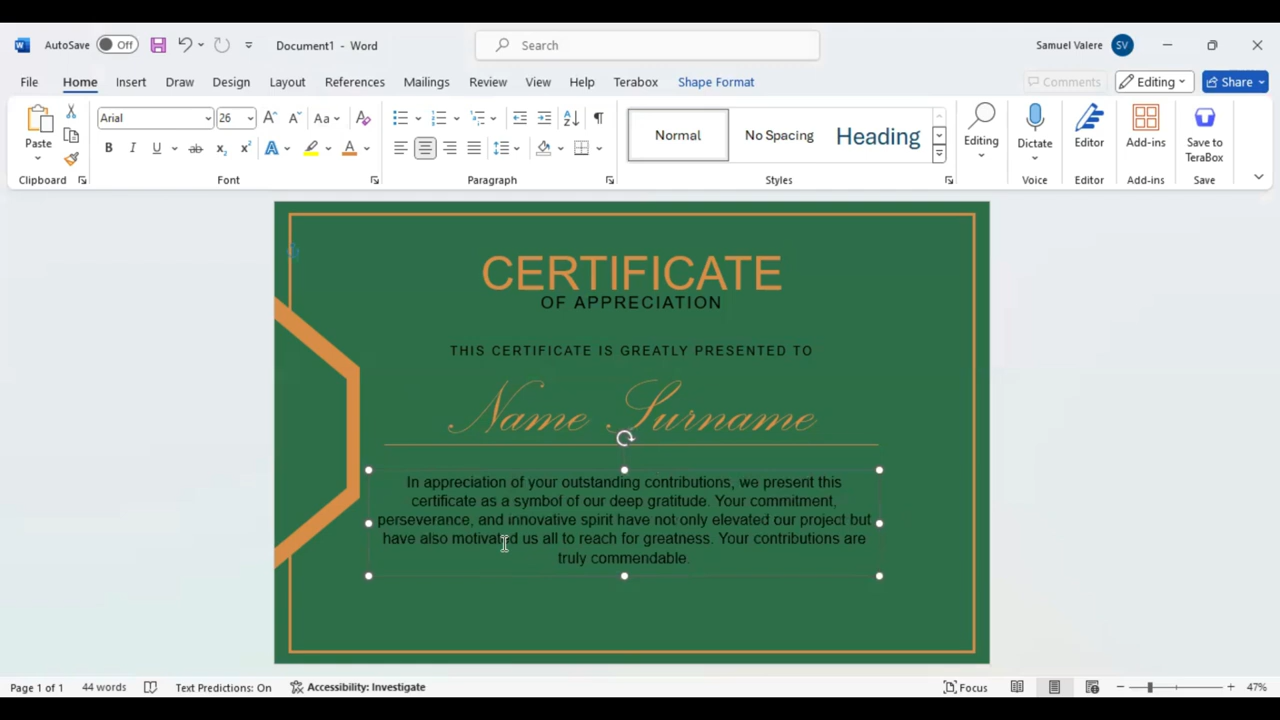 AutoSave Off Document1 - Word Search Samuel Valere SV
File Home Insert Draw Design Layout References Mailings Review View Help Terabox Shape Format Comments Editing Share
Paste Arial 26 Aa Normal No Spacing Heading Editing Dictate Editor Add-ins Save to
TeraBox
Clipboard Font Paragraph Styles Voice Editor Add-ins Save
CERTIFICATE
OF APPRECIATION
THIS CERTIFICATE IS GREATLY PRESENTED TO
Name Surname
In appreciation of your outstanding contributions, we present this
certificate as a symbol of our deep gratitude. Your commitment,
perseverance, and innovative spirit have not only elevated our project but
have also motivated us all to reach for greatness. Your contributions are
truly commendable.
Page 1 of 1 44 words Text Predictions: On Accessibility: Investigate Focus 47%